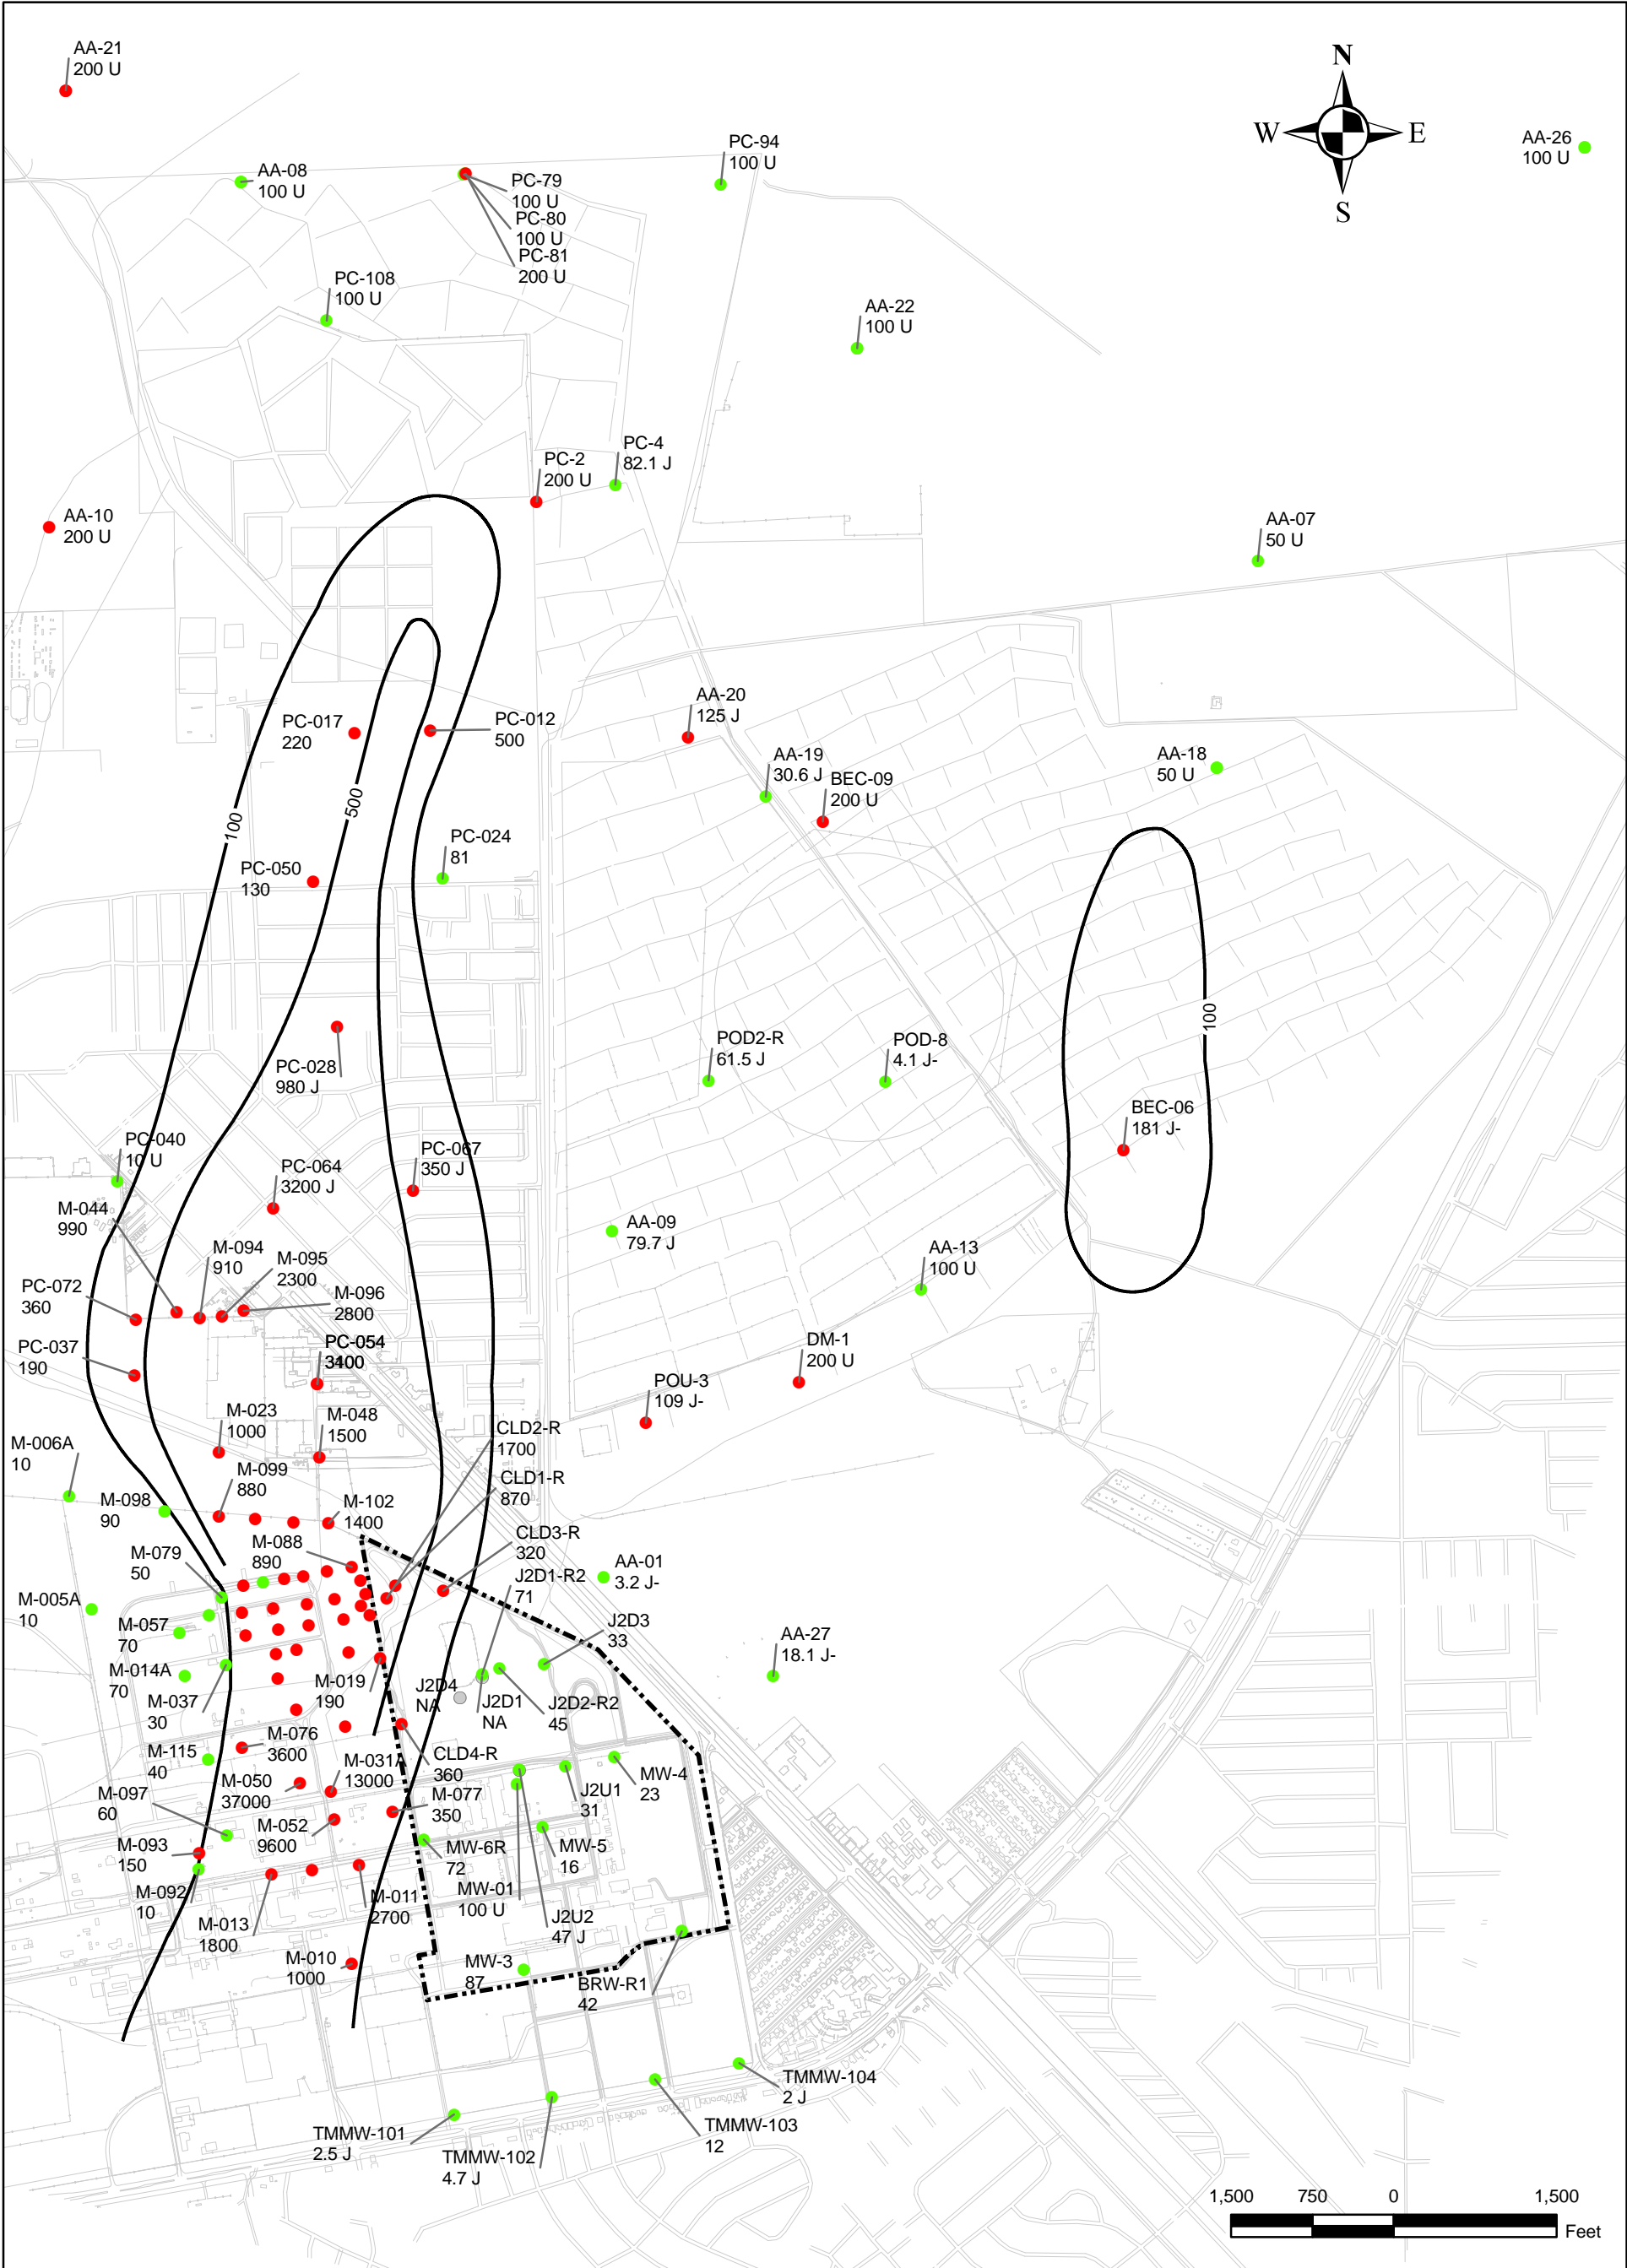 AA-21
200 U
N
W
E
S
AA-26
100 U
PC-94
100 U
AA-08
100 U
PC-79
100 U
PC-80
100 U
PC-81
200 U
PC-108
100 U
AA-22
100 U
PC-4
82.1 J
PC-2
200 U
AA-10
200 U
AA-07
50 U
AA-20
125 J
PC-017
220
PC-012
500
AA-19
30.6 J
BEC-09
200 U
AA-18
50 U
100
500
PC-024
81
PC-050
130
100
PC-028
980 J
POD2-R
61.5 J
POD-8
4.1 J-
BEC-06
181 J-
PC-040
10 U
PC-067
350 J
PC-064
3200 J
M-044
990
AA-09
79.7 J
M-094
910
M-095
2300
AA-13
100 U
PC-072
360
M-096
2800
PC-037
190
PC-054
DM-1
200 U
POU-3
109 J-
M-023
1000
M-048
1500
CLD2-R
1700
M-006A
10
M-099
880
CLD1-R
870
M-098
90
M-102
1400
CLD3-R
320
M-088
890
M-079
50
AA-01
3.2 J-
J2D1-R2
71
M-005A
10
M-057
70
J2D3
33
AA-27
18.1 J-
M-014A
70
M-019
190
J2D4
NA
J2D1
NA
J2D2-R2
45
M-037
30
M-076
3600
M-115
40
M-031A
13000
CLD4-R
360
M-050
37000
M-077
350
J2U1
31
MW-4
23
M-097
60
M-052
9600
M-093
150
MW-6R
72
MW-5
16
M-092
10
M-011
2700
MW-01
100 U
M-013
1800
J2U2
47 J
M-010
1000
MW-3
87
BRW-R1
42
TMMW-104
2 J
TMMW-103
12
TMMW-101
2.5 J
TMMW-102
4.7 J
1,500 750 0 1,500
Feet